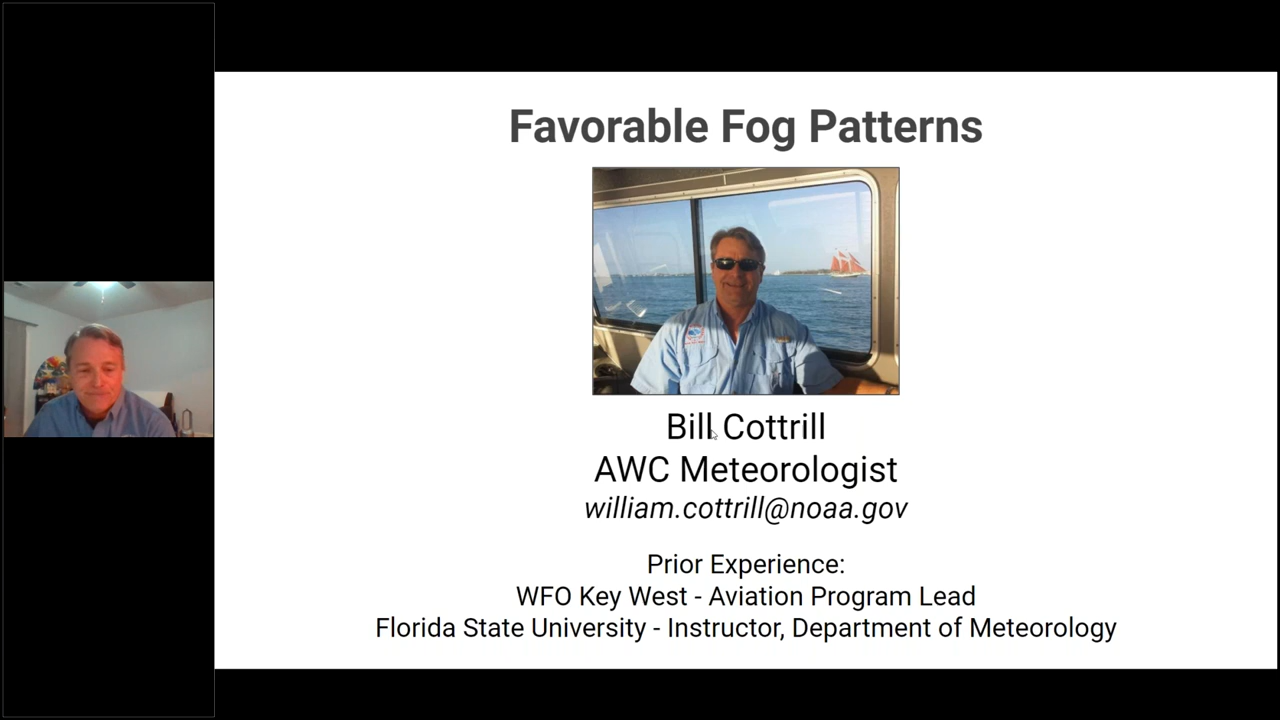 Favorable Fog Patterns
Bill Cottrill
AWC Meteorologist
william.cottrill@noaa.gov
Prior Experience:
WFO Key West - Aviation Program Lead
Florida State University - Instructor, Department of Meteorology